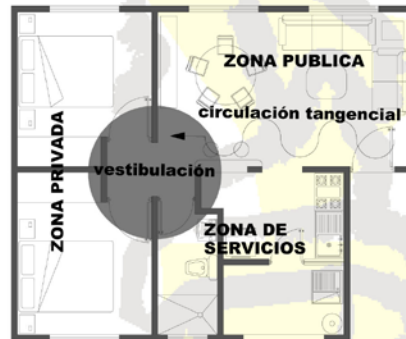 ZONA PUBLICA
circulación tangencial
ZONA PRIVADA
vestibulación
ZONA DE
SERVICIOS